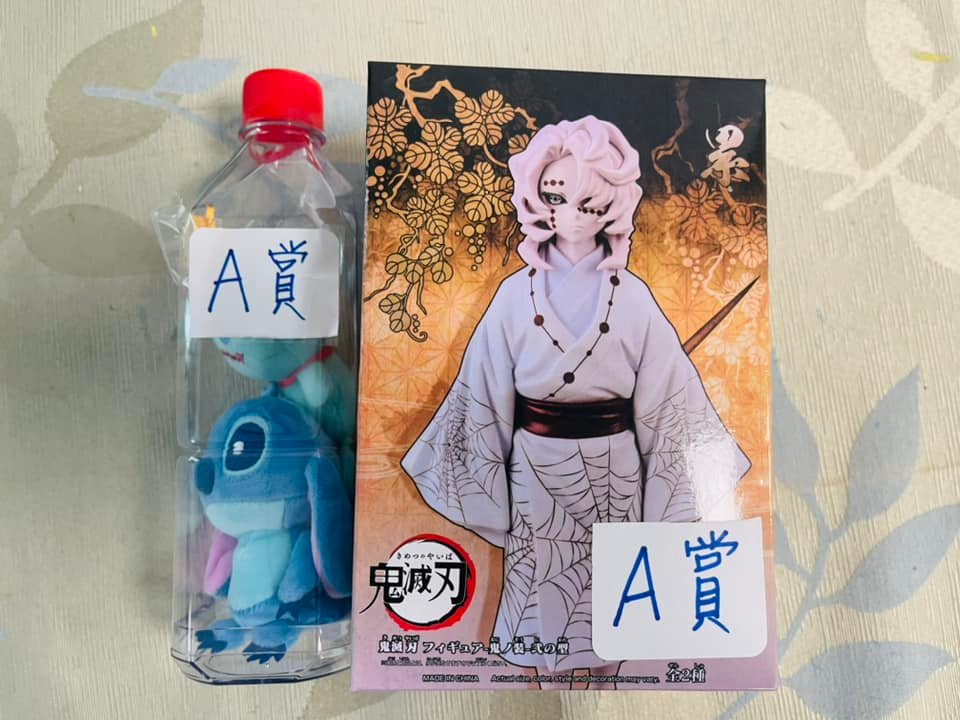 A賞
累
A賞
きめつのやいば
鬼滅刃
鬼滅刃 フィギュア-鬼ノ装-弐の型
MADE IN CHINA Actual size, color, style and decoration may vary.
全2種